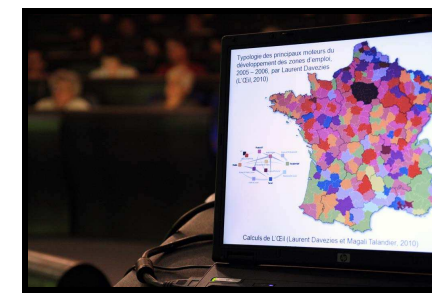 Typologie des principaux moteurs du
développement des zones d'emploi,
2005 – 2006, par Laurent Davezies
(L'Œil, 2010)
Calculs de L'Œil (Laurent Davezies et Magali Talandier, 2010)
hp